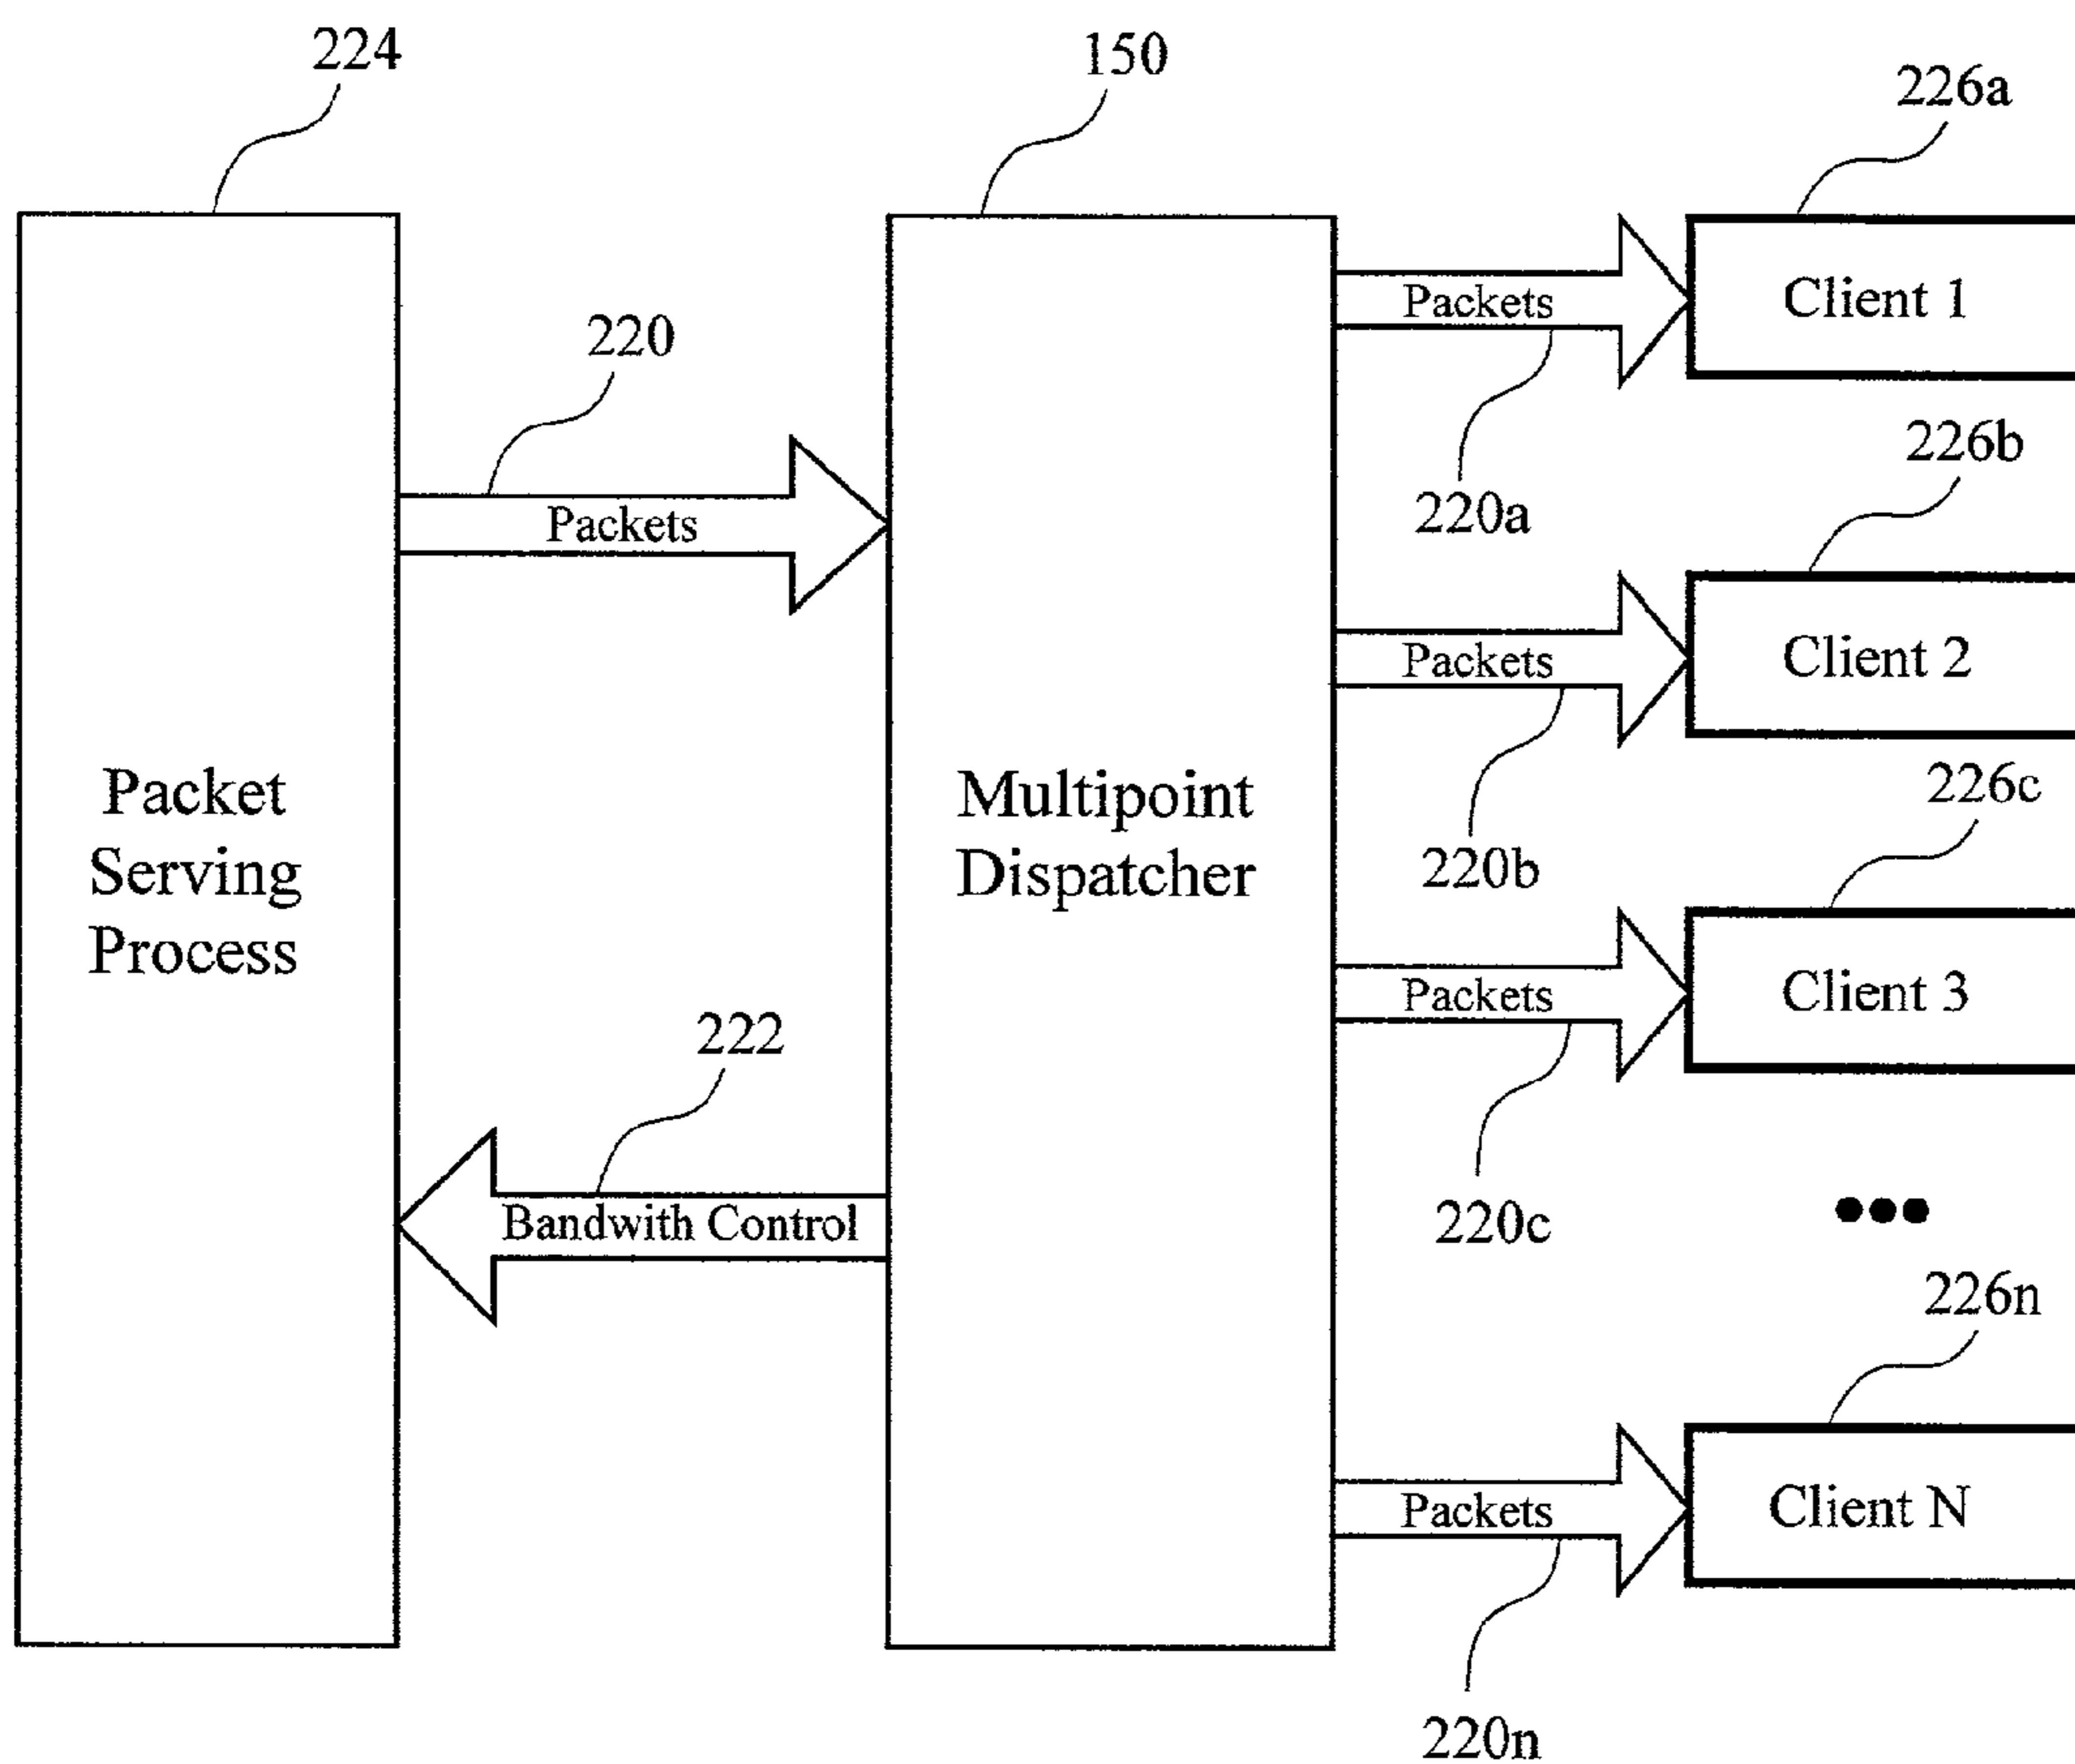 224
150
226a
Client 1
Packets
220
220a
226b
Packets
Packets
Client 2
220b
226c
Packet
Serving
Process
Multipoint
Dispatcher
Packets
Client 3
222
220c
Bandwith Control
226n
Packets
Client N
220n